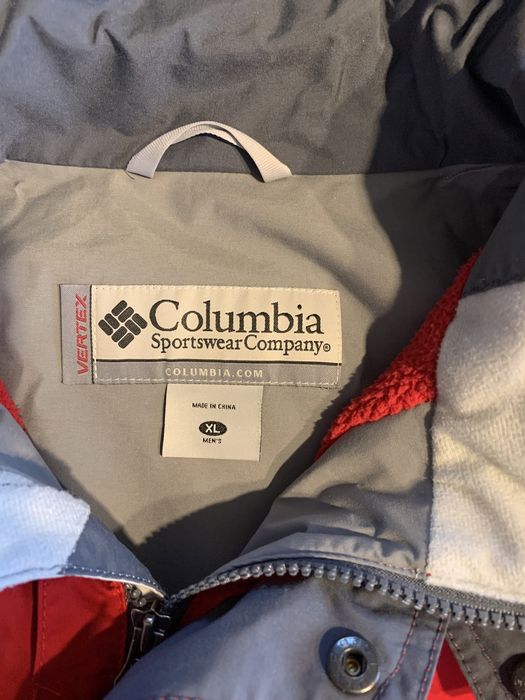 VERTEX
Columbia
Sportswear Company®
COLUMBIA.COM
MADE IN CHINA
XL
MEN'S